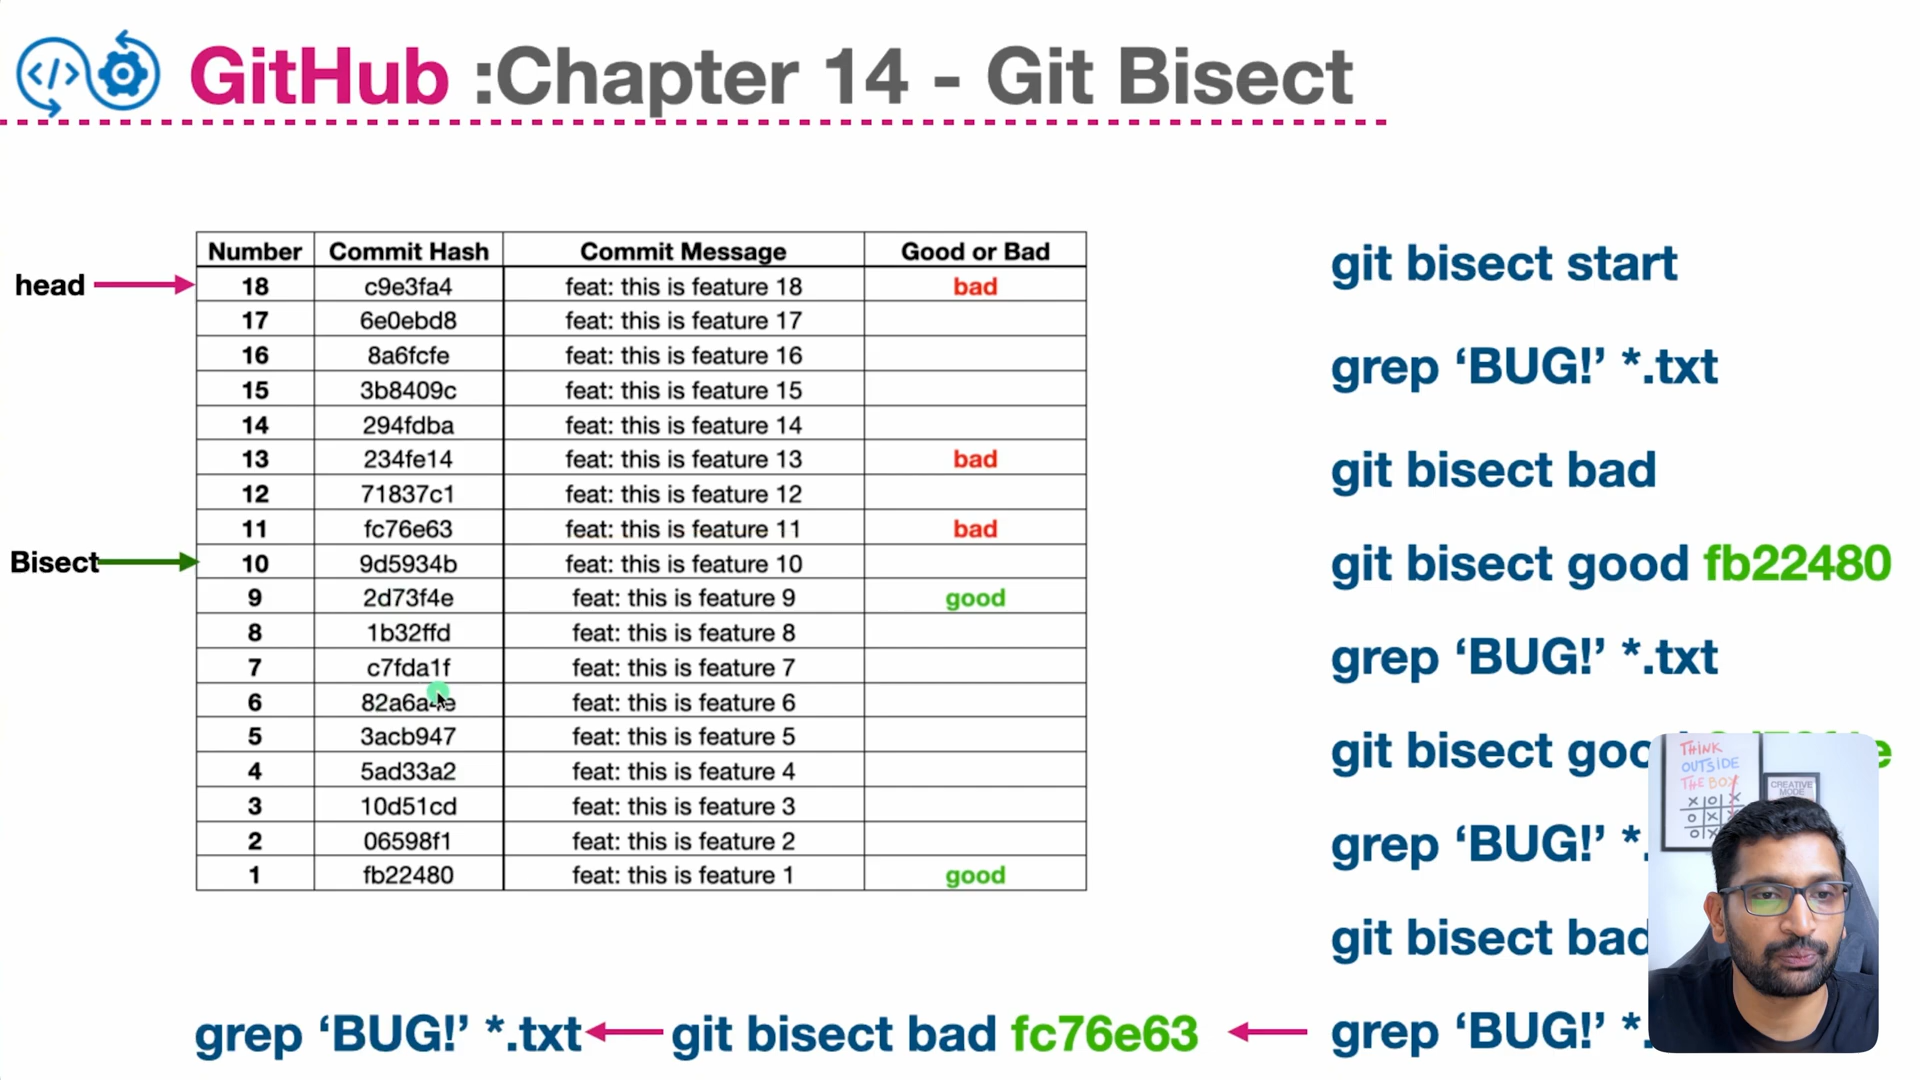 GitHub :Chapter 14 - Git Bisect
Number Commit Hash Commit Message Good or Bad
head 18 c9e3fa4 feat: this is feature 18 bad
17 6e0ebd8 feat: this is feature 17
16 8a6fcfe feat: this is feature 16
15 3b8409c feat: this is feature 15
14 294fdba feat: this is feature 14
13 234fe14 feat: this is feature 13 bad
12 71837c1 feat: this is feature 12
11 fc76e63 feat: this is feature 11 bad
Bisect 10 9d5934b feat: this is feature 10
9 2d73f4e feat: this is feature 9 good
8 1b32ffd feat: this is feature 8
7 c7fda1f feat: this is feature 7
6 feat: this is feature 6
5 3acb947 feat: this is feature 5
4 5ad33a2 feat: this is feature 4
3 10d51cd feat: this is feature 3
2 06598f1 feat: this is feature 2
1 fb22480 feat: this is feature 1 good
git bisect start
grep ‘BUG!’ *.txt
git bisect bad
git bisect good fb22480
grep ‘BUG!’ *.txt
git bisect
grep ‘BUG!’
git bisect bad
grep ‘BUG!’
git bisect bad fc76e63
grep ‘BUG!’ *.txt
THINK
OUTSIDE
THE BOX
CREATIVE
MODE